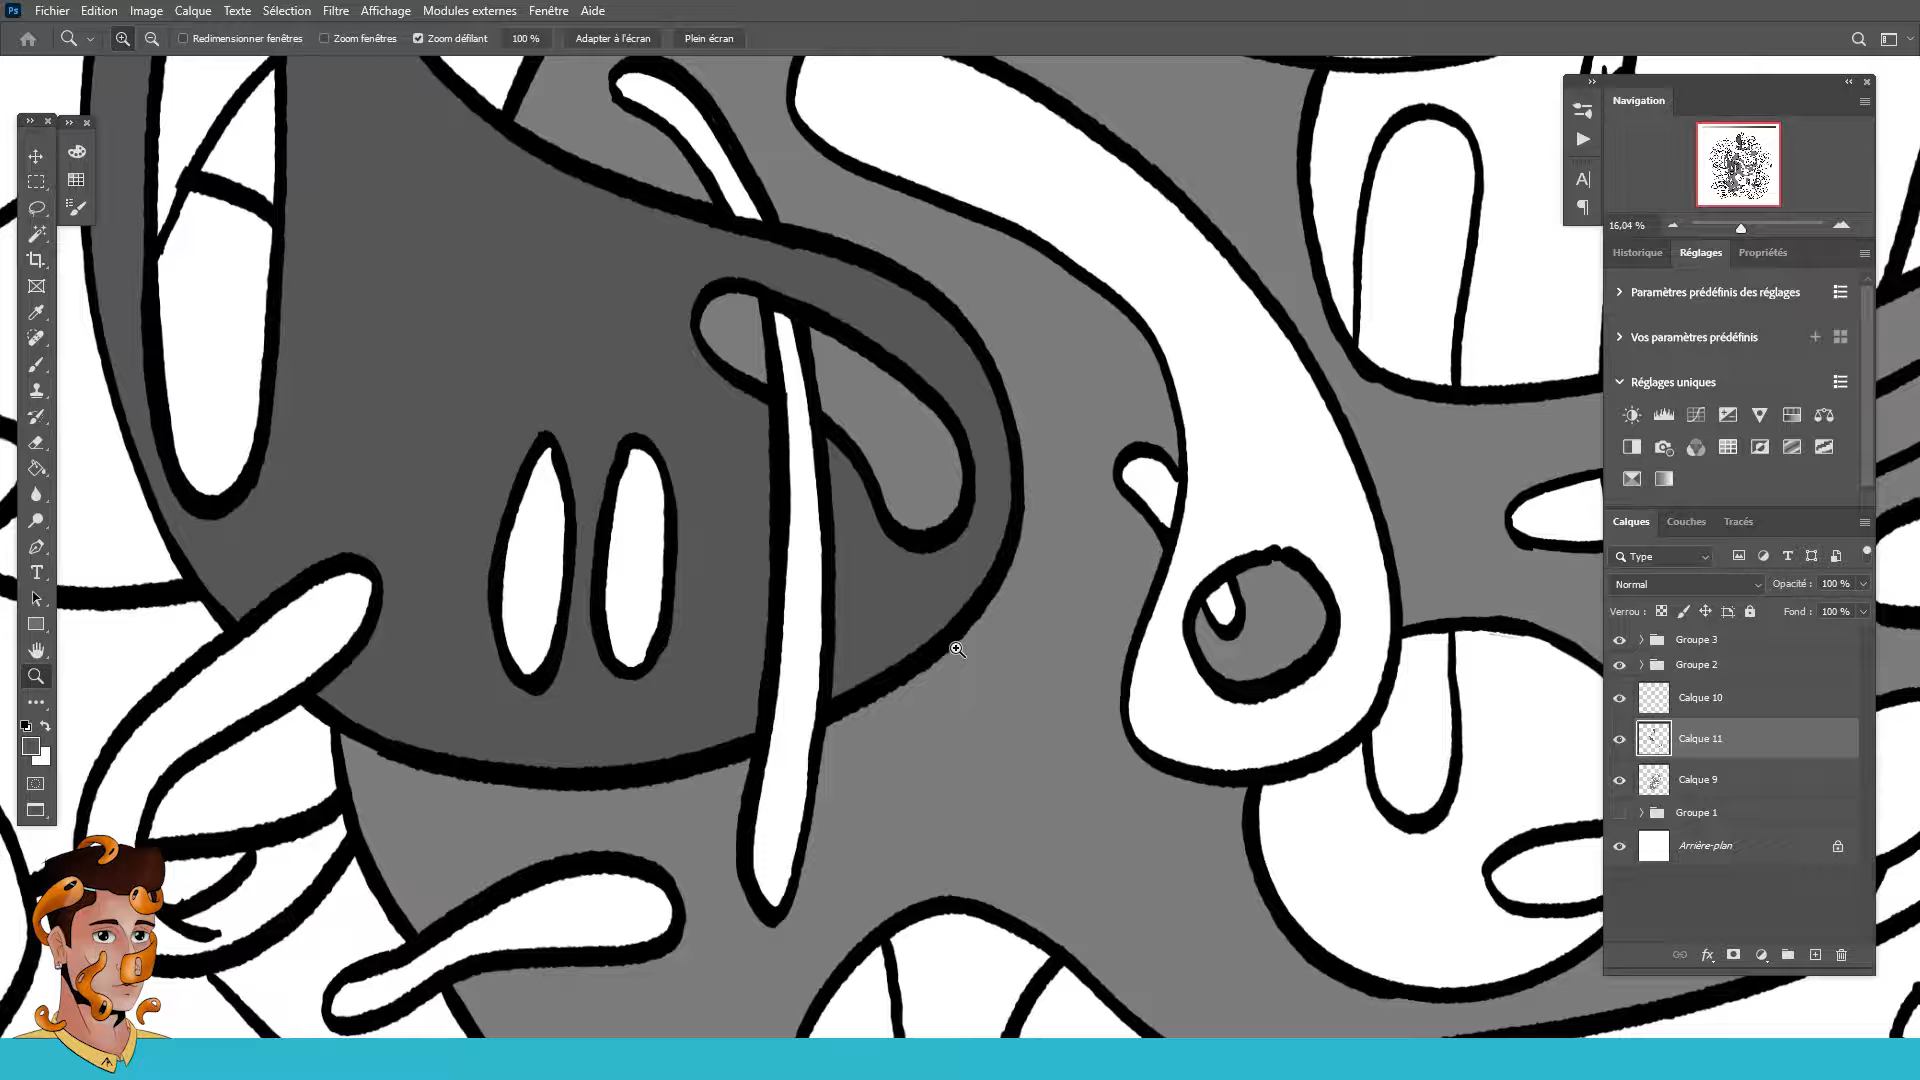 Ps Fichier Edition Image Calque Texte Sélection Filtre Affichage Modules externes Fenêtre Aide
Redimensionner fenêtres Zoom fenêtres Zoom défilant 100 % Adapter à l'écran Plein écran
Navigation
16,04 %
Historique Réglages Propriétés
Paramètres prédéfinis des réglages
Vos paramètres prédéfinis
Réglages uniques
Calques Couches Tracés
Type
Normal Opacité : 100 %
Verrou : Fond : 100 %
Groupe 3
Groupe 2
Calque 10
Calque 11
Calque 9
Groupe 1
Arrière-plan
fx